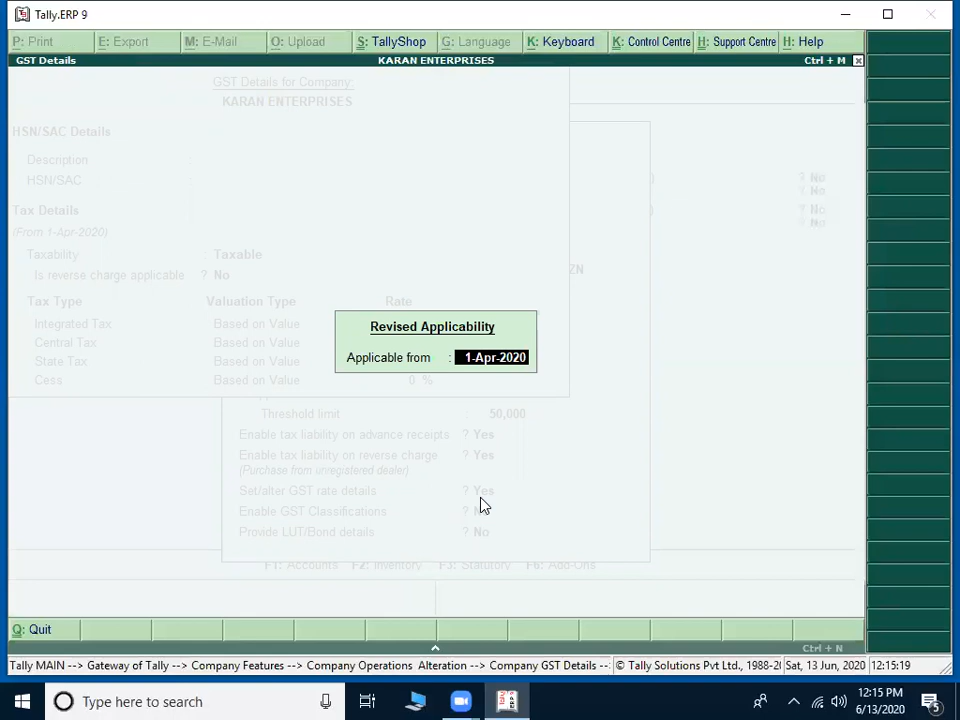 Tally.ERP 9
P: Print E: Export M: E-Mail O: Upload S: TallyShop G: Language K: Keyboard K: Control Centre H: Support Centre H: Help
GST Details KARAN ENTERPRISES Ctrl + M
GST Details for Company:
KARAN ENTERPRISES
HSN/SAC Details
Description :
HSN/SAC :
? No
? No
Tax Details
? No
(From 1-Apr-2020)
? No
Taxability Taxable
Is reverse charge applicable ? No
ZN
Tax Type Valuation Type Rate
Integrated Tax Based on Value
Central Tax Based on Value
State Tax Based on Value
Cess Based on Value 0 %
Revised Applicability
Applicable from : 1-Apr-2020
Threshold limit 50,000
Enable tax liability on advance receipts ? Yes
Enable tax liability on reverse charge ? Yes
(Purchase from unregistered dealer)
Set/alter GST rate details ? Yes
Enable GST Classifications ?
Provide LUT/Bond details ? No
F1: Accounts F2: Inventory F3: Statutory F6: Add-Ons
Q: Quit
Ctrl + N
Tally MAIN --> Gateway of Tally --> Company Features --> Company Operations Alteration --> Company GST Details --> © Tally Solutions Pvt Ltd., 1988-20 Sat, 13 Jun, 2020 12:15:19
Type here to search
12:15 PM
6/13/2020
5